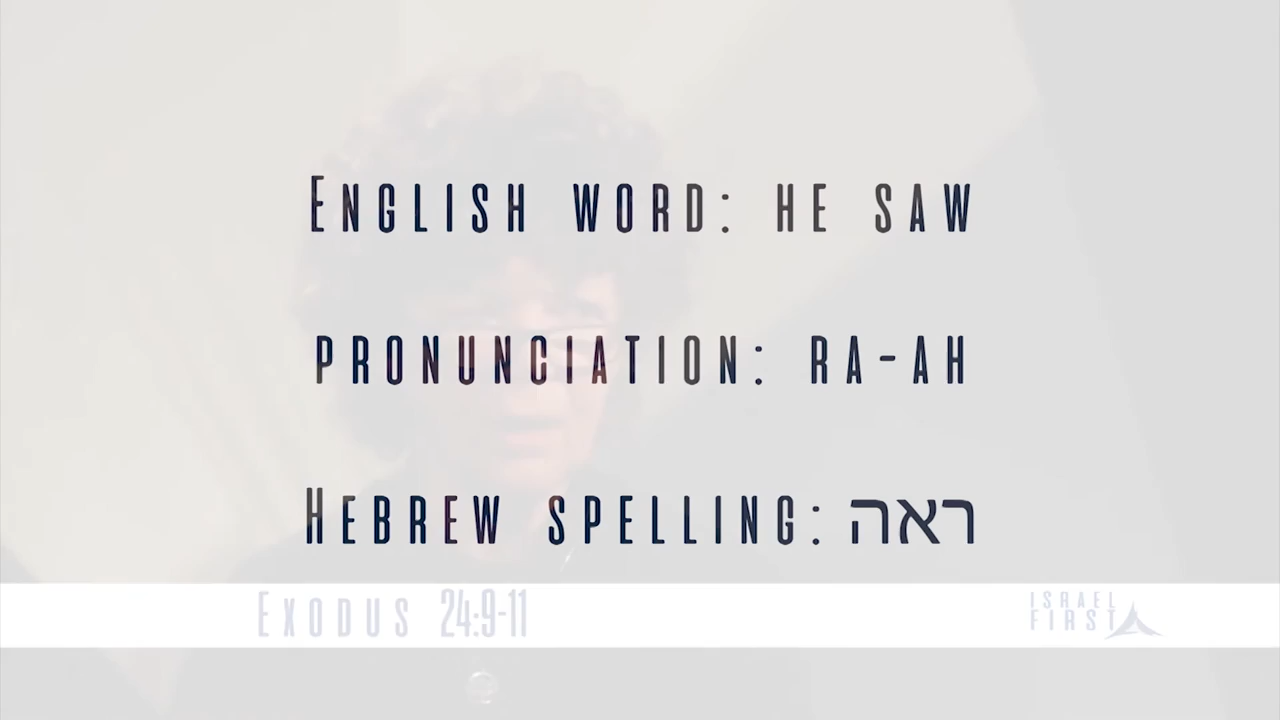 English word: he saw
pronunciation: ra-ah
Hebrew spelling: ראה
Exodus 24:9-11
ISRAEL
FIRST